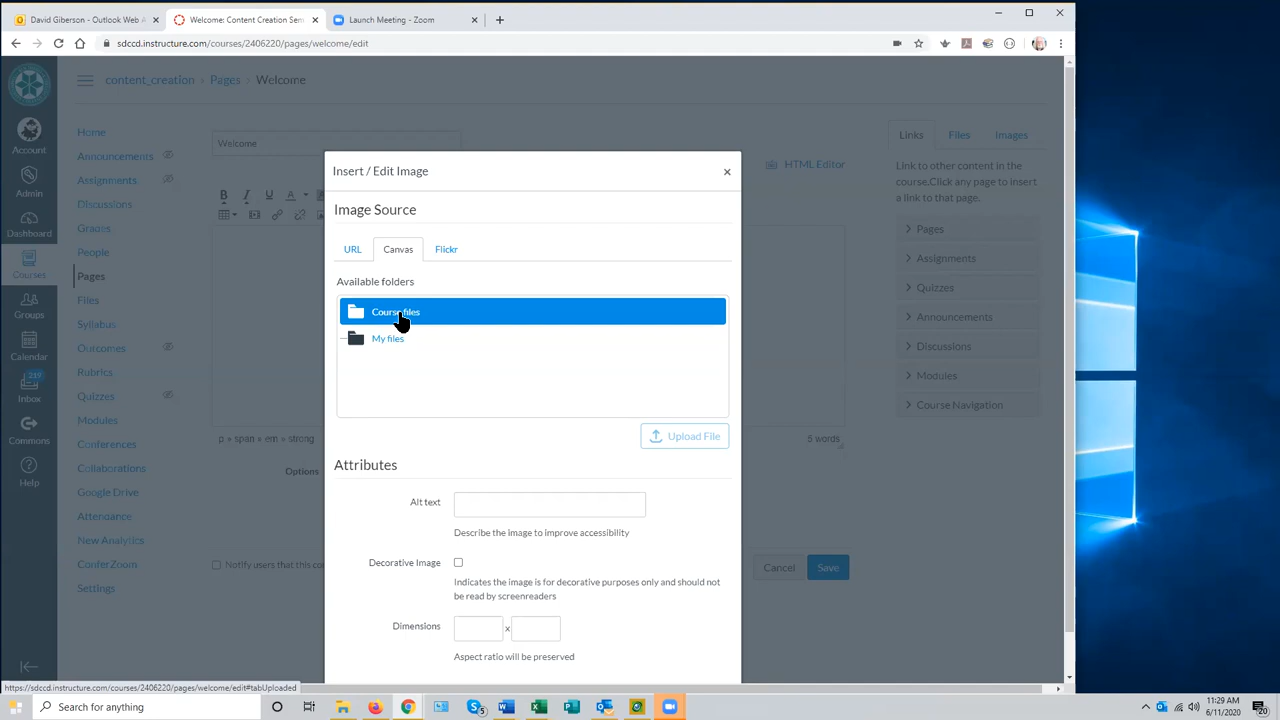 David Giberson - Outlook Web A
Welcome: Content Creation Sen
Launch Meeting - Zoom
sdccd.instructure.com/courses/2406220/pages/welcome/edit
content_creation > Pages > Welcome
Account
Admin
Dashboard
Courses
Groups
Calendar
219
Inbox
Commons
Help
Home
Announcements
Assignments
Discussions
Grades
People
Pages
Files
Syllabus
Ourcomes
Rubrics
Quizzes
Modules
Conferences
Collaborations
Google Drive
Attendance
New Analytics
ConferZoom
Settings
Welcome
HTML Editor
B I U A
p » span » em » strong
5 words
Options
Notify users that this con
Cancel
Save
Insert / Edit Image
×
Image Source
URL
Canvas
Flickr
Available folders
Course files
My files
Upload File
Attributes
Alt text
Describe the image to improve accessibility
Decorative Image
Indicates the image is for decorative purposes only and should not
be read by screenreaders
Dimensions
x
Aspect ratio will be preserved
Links
Files
Images
Link to other content in the
course.Click any page to insert
a link to that page.
Pages
Assignments
Quizzes
Announcements
Discussions
Modules
Course Navigation
https://sdccd.instructure.com/courses/2406220/pages/welcome/edit#tabUploaded
Search for anything
5
11:29 AM
6/11/2020
20